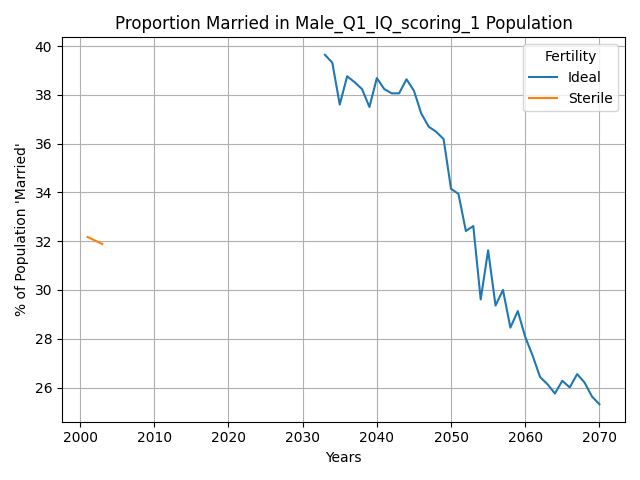 Proportion Married in Male_Q1_IQ_scoring_1 Population
Fertility
Ideal
Sterile
% of Population 'Married'
40
38
36
34
32
30
28
26
2000 2010 2020 2030 2040 2050 2060 2070
Years